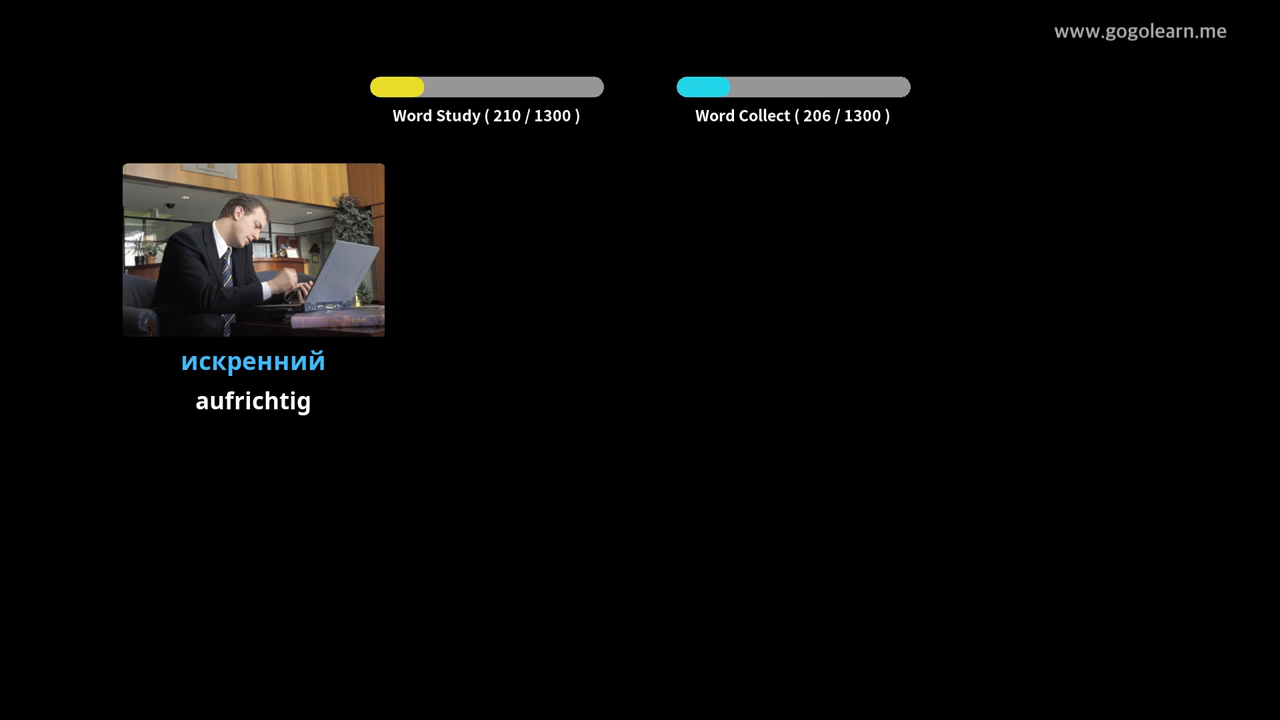 www.gogolearn.me
Word Study ( 210 / 1300 )
Word Collect ( 206 / 1300 )
искренний
aufrichtig